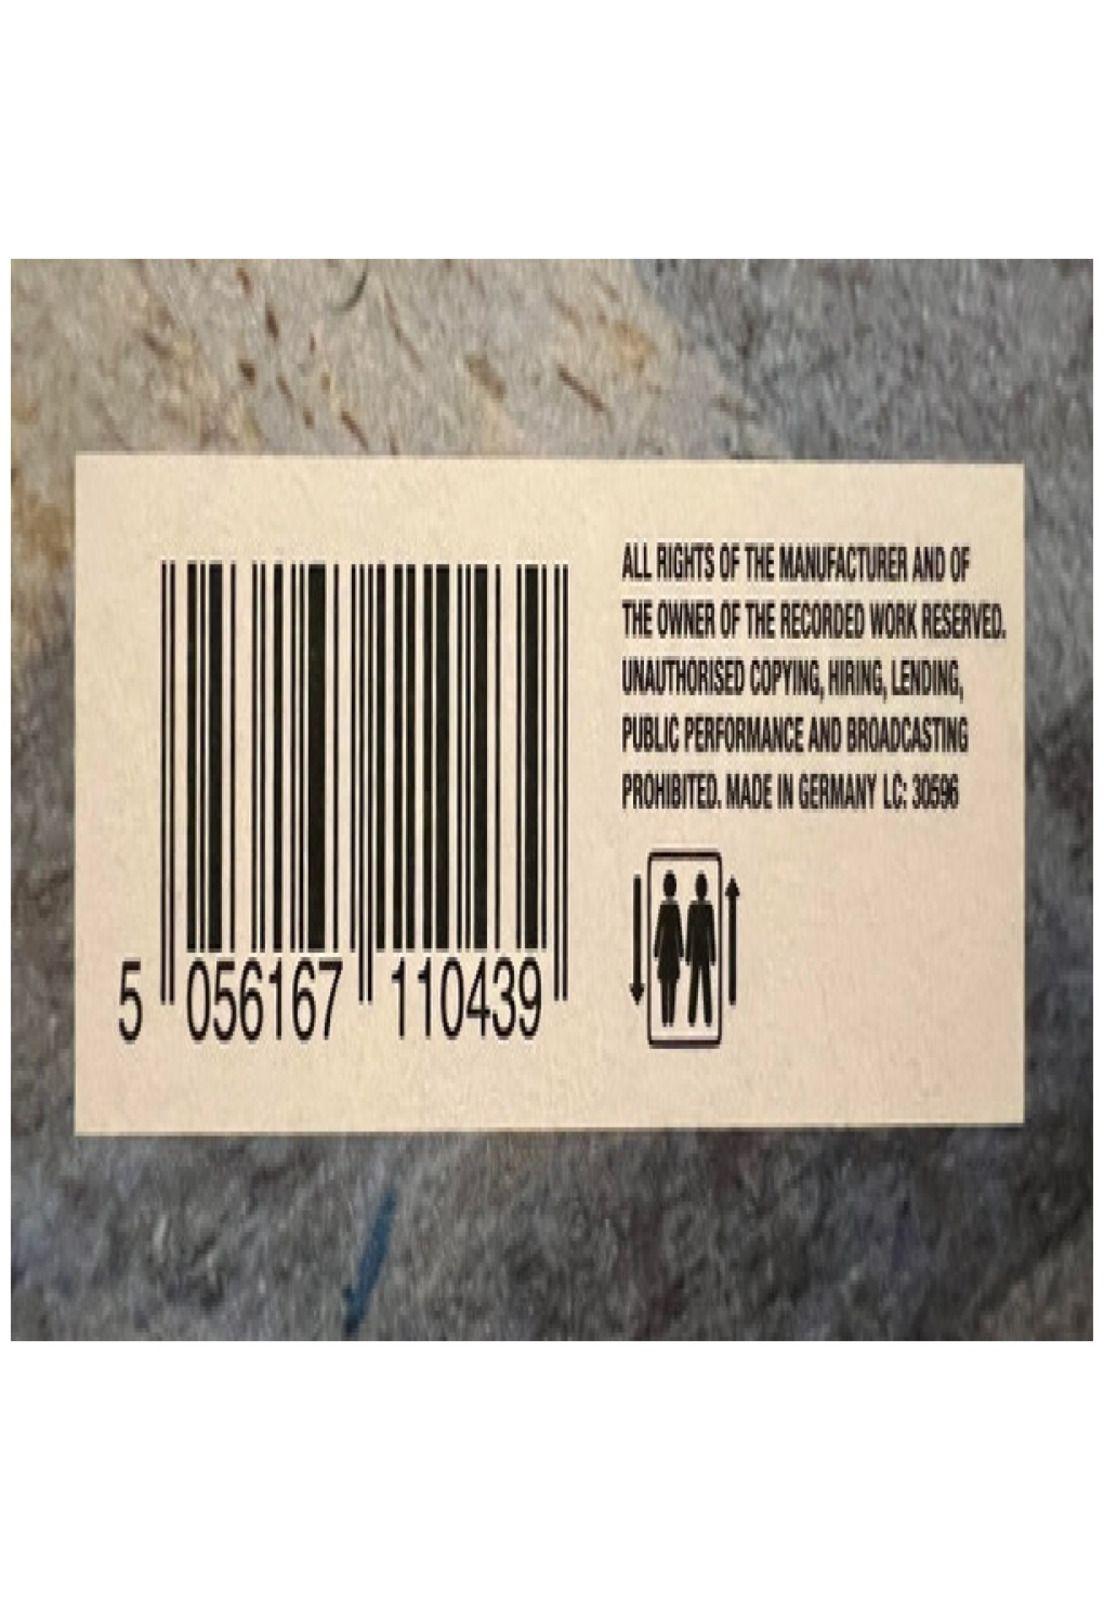 ALL RIGHTS OF THE MANUFACTURER AND OF
THE OWNER OF THE RECORDED WORK RESERVED.
UNAUTHORISED COPYING, HIRING, LENDING,
PUBLIC PERFORMANCE AND BROADCASTING
PROHIBITED. MADE IN GERMANY LC: 30596
5 056167 110439